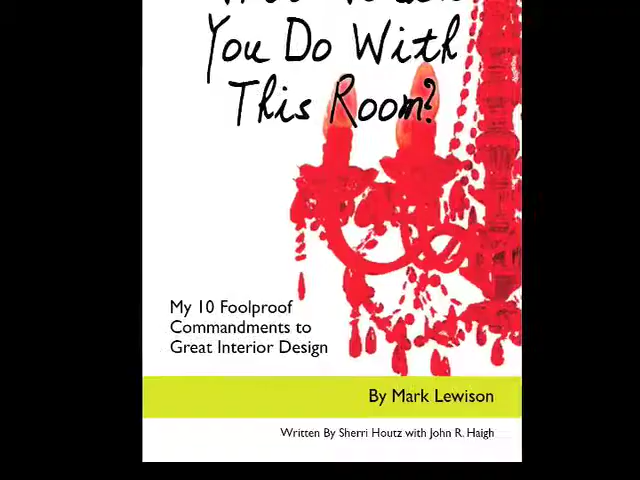 You Do With
This Room?
My 10 Foolproof
Commandments to
Great Interior Design
By Mark Lewison
Written By Sherri Houtz with John R. Haigh